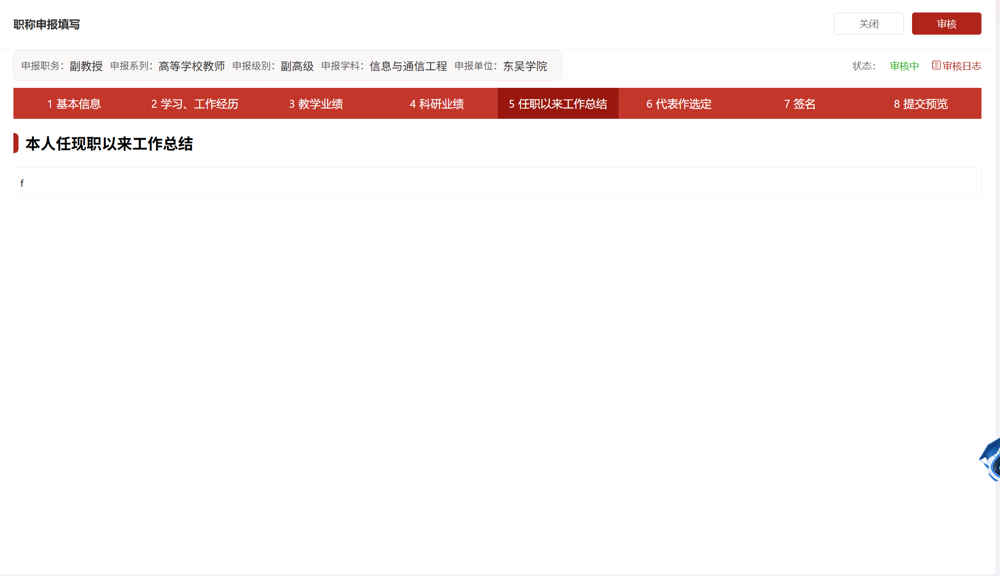 职称申报填写
关闭
审核
申报职务：副教授 申报系列：高等学校教师 申报级别：副高级 申报学科：信息与通信工程 申报单位：东吴学院
状态： 审核中 审核日志
1 基本信息 2 学习、工作经历 3 教学业绩 4 科研业绩 5 任职以来工作总结 6 代表作选定 7 签名 8 提交预览
本人任现职以来工作总结
f